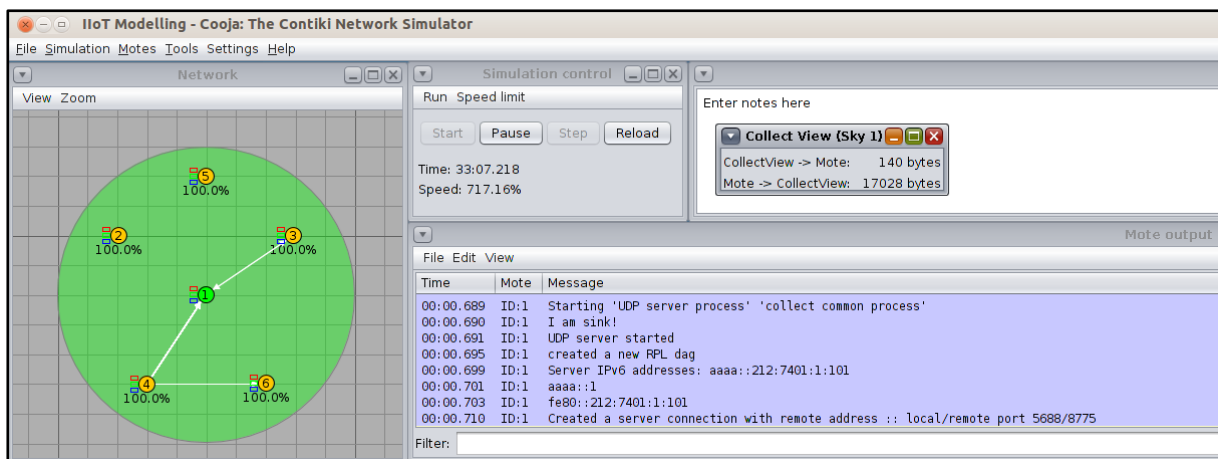 IIoT Modelling - Cooja: The Contiki Network Simulator
File Simulation Motes Tools Settings Help
Network
View Zoom
5
100.0%
2
100.0%
3
100.0%
1
4
100.0%
6
100.0%
Simulation control
Run Speed limit
Start Pause Step Reload
Time: 33:07.218
Speed: 717.16%
Enter notes here
Collect View (Sky 1)
CollectView -> Mote: 140 bytes
Mote -> CollectView: 17028 bytes
Mote output
File Edit View
Time Mote Message
00:00.689 ID:1 Starting 'UDP server process' 'collect common process'
00:00.690 ID:1 I am sink!
00:00.691 ID:1 UDP server started
00:00.695 ID:1 created a new RPL dag
00:00.699 ID:1 Server IPv6 addresses: aaaa::212:7401:1:101
00:00.701 ID:1 aaaa::1
00:00.703 ID:1 fe80::212:7401:1:101
00:00.710 ID:1 Created a server connection with remote address :: local/remote port 5688/8775
Filter: